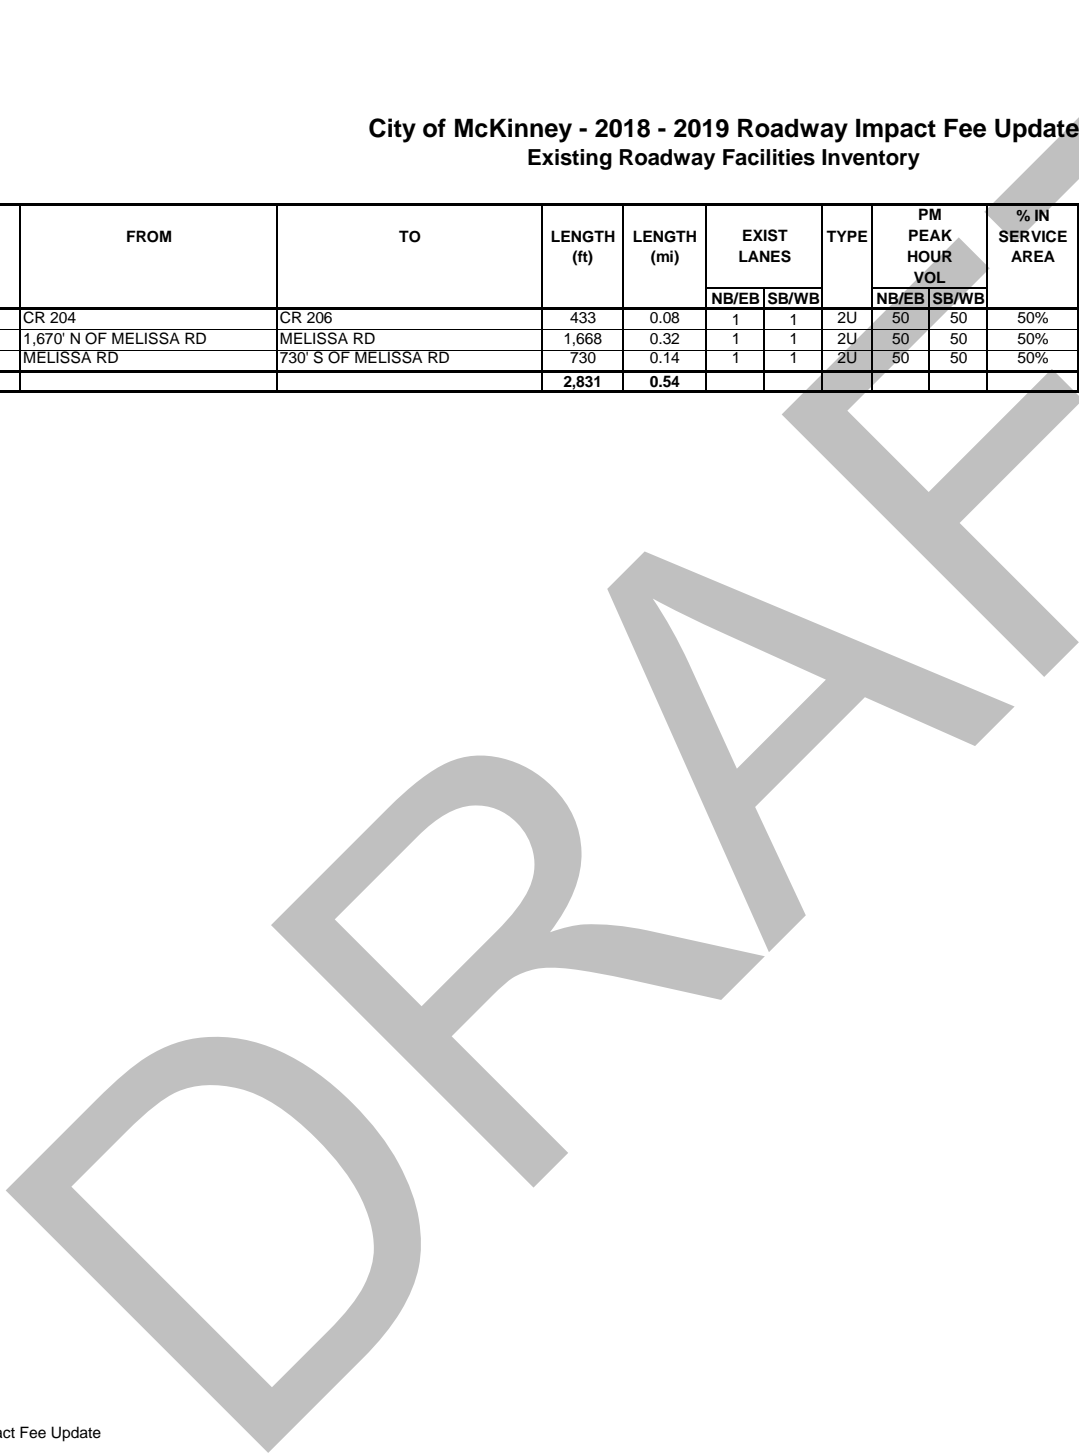 City of McKinney - 2018 - 2019 Roadway Impact Fee Update
Existing Roadway Facilities Inventory
FROM TO LENGTH (ft) LENGTH (mi) EXIST LANES TYPE PM PEAK HOUR VOL % IN SERVICE AREA
NB/EB SB/WB NB/EB SB/WB
CR 204 CR 206 433 0.08 1 1 2U 50 50 50%
1,670' N OF MELISSA RD MELISSA RD 1,668 0.32 1 1 2U 50 50 50%
MELISSA RD 730' S OF MELISSA RD 730 0.14 1 1 2U 50 50 50%
2,831 0.54
DRAF
act Fee Update